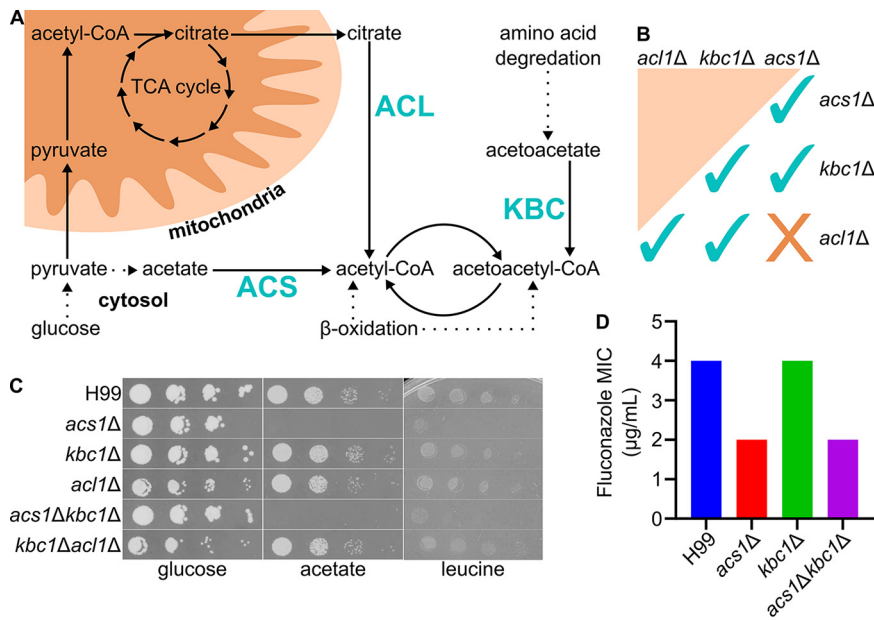 A
acetyl-CoA
citrate
citrate
amino acid
degredation
TCA cycle
ACL
pyruvate
acetoacetate
mitochondria
KBC
pyruvate
acetate
acetyl-CoA
acetoacetyl-CoA
ACS
cytosol
glucose
β-oxidation
B
acl1Δ kbc1Δ acs1Δ
acs1Δ
kbc1Δ
acl1Δ
C
H99
acs1Δ
kbc1Δ
acl1Δ
acs1Δkbc1Δ
kbc1Δacl1Δ
glucose acetate leucine
D
Fluconazole MIC
(µg/mL)
5
4
3
2
1
0
H99
acs1Δ
kbc1Δ
acs1Δkbc1Δ